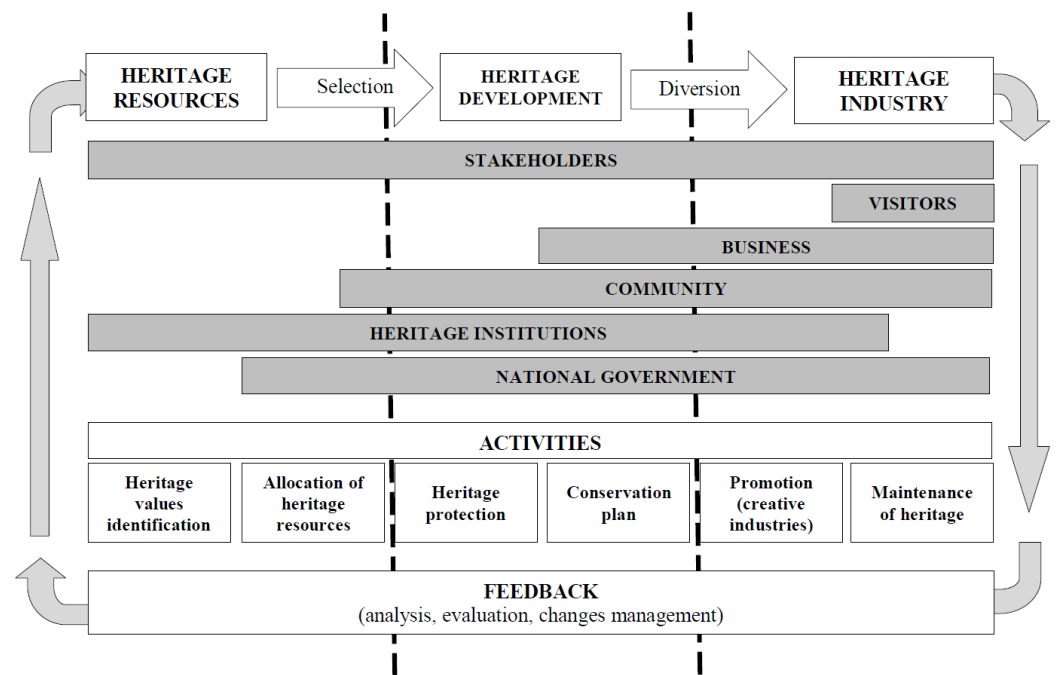 HERITAGE
RESOURCES
Selection
HERITAGE
DEVELOPMENT
Diversion
HERITAGE
INDUSTRY
STAKEHOLDERS
VISITORS
BUSINESS
COMMUNITY
HERITAGE INSTITUTIONS
NATIONAL GOVERNMENT
ACTIVITIES
Heritage
values
identification
Allocation of
heritage
resources
Heritage
protection
Conservation
plan
Promotion
(creative
industries)
Maintenance
of heritage
FEEDBACK
(analysis, evaluation, changes management)